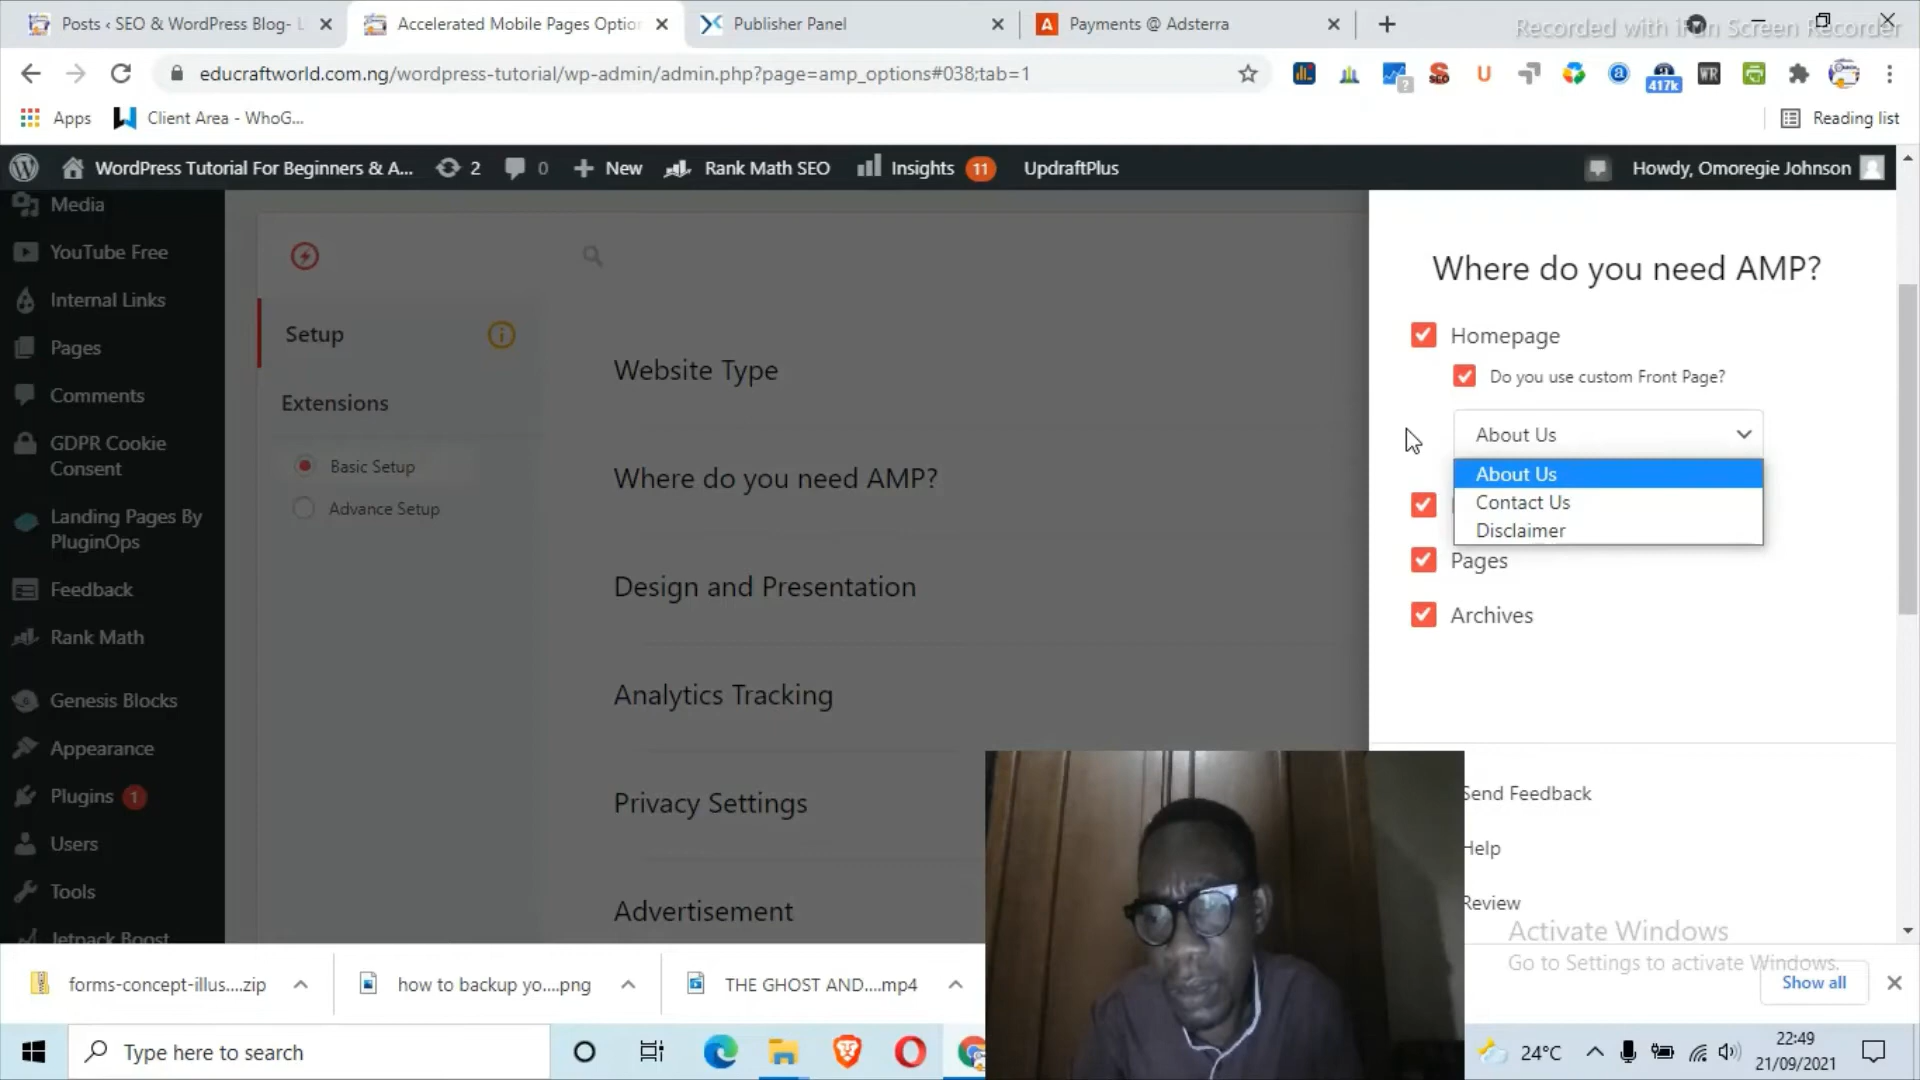 Posts ‹ SEO & WordPress Blog- L
Accelerated Mobile Pages Option
Publisher Panel
Payments @ Adsterra
Recorded with iFun Screen Recorder
educraftworld.com.ng/wordpress-tutorial/wp-admin/admin.php?page=amp_options#038;tab=1
417k
Apps
Client Area - WhoG...
Reading list
WordPress Tutorial For Beginners & A...
2
0
New
Rank Math SEO
Insights
11
UpdraftPlus
Howdy, Omoregie Johnson
Media
YouTube Free
Internal Links
Pages
Comments
GDPR Cookie
Consent
Landing Pages By
PluginOps
Feedback
Rank Math
Genesis Blocks
Appearance
Plugins 1
Users
Tools
Jetpack Boost
Setup
Extensions
Basic Setup
Advance Setup
Website Type
Where do you need AMP?
Design and Presentation
Analytics Tracking
Privacy Settings
Advertisement
Where do you need AMP?
Homepage
Do you use custom Front Page?
About Us
About Us
Contact Us
Disclaimer
Pages
Archives
Send Feedback
Help
Review
Activate Windows
Go to Settings to activate Windows.
forms-concept-illus....zip
how to backup yo....png
THE GHOST AND....mp4
Show all
Type here to search
24°C
22:49
21/09/2021